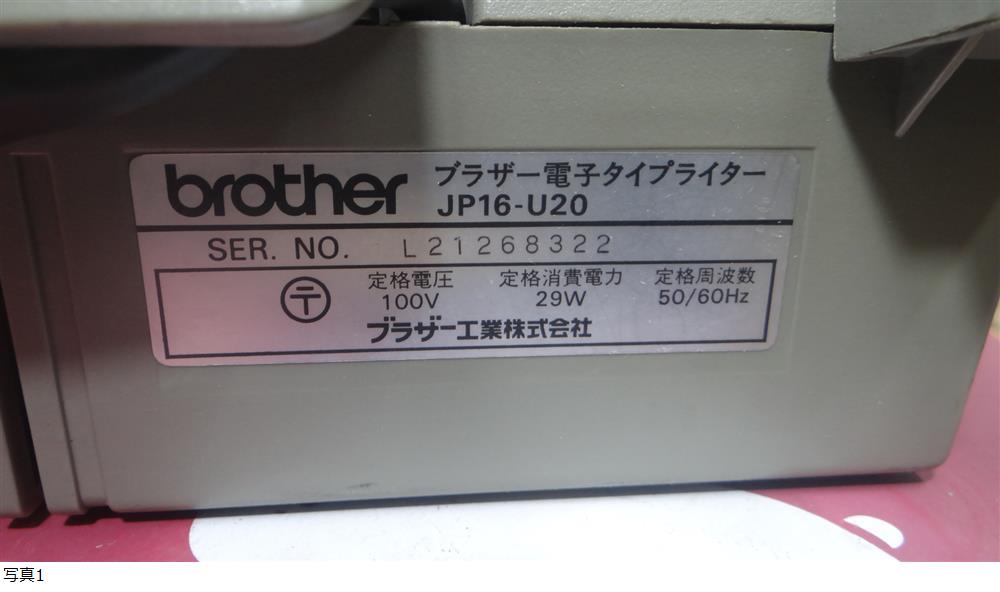 brother ブラザー電子タイプライター
JP16-U20
SER. NO. L21268322
〒 定格電圧 定格消費電力 定格周波数
100V 29W 50/60Hz
ブラザー工業株式会社
写真1